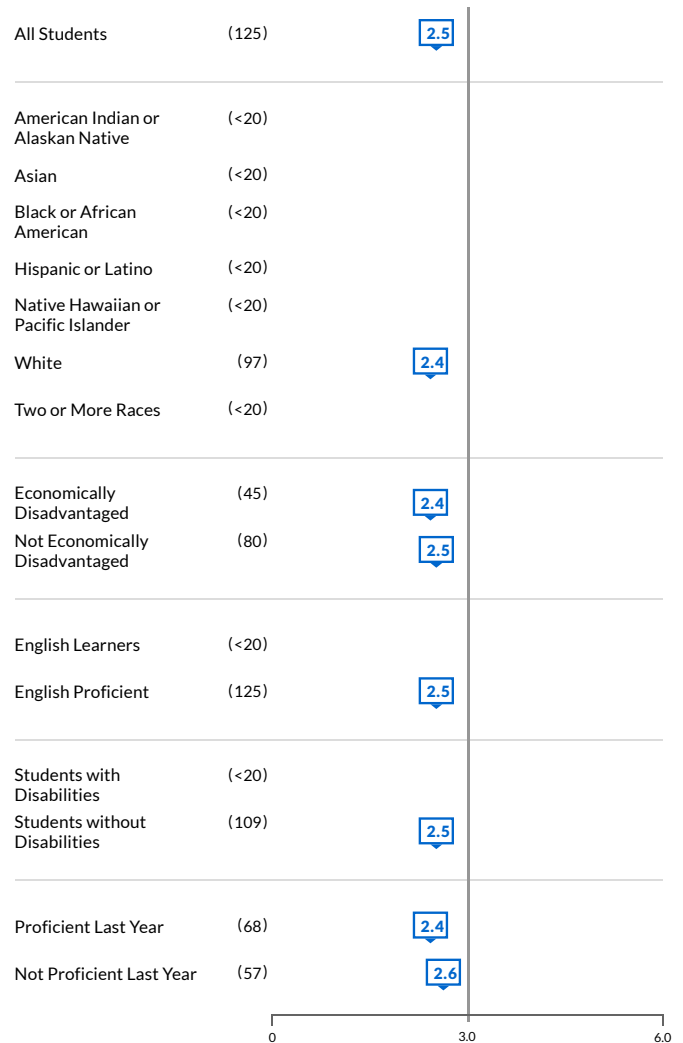 All Students (125) 2.5
American Indian or (<20)
Alaskan Native
Asian (<20)
Black or African (<20)
American
Hispanic or Latino (<20)
Native Hawaiian or (<20)
Pacific Islander
White (97) 2.4
Two or More Races (<20)
Economically (45)
Disadvantaged 2.4
Not Economically (80)
Disadvantaged 2.5
English Learners (<20)
English Proficient (125) 2.5
Students with (<20)
Disabilities
Students without (109)
Disabilities 2.5
Proficient Last Year (68) 2.4
Not Proficient Last Year (57) 2.6
0 3.0 6.0